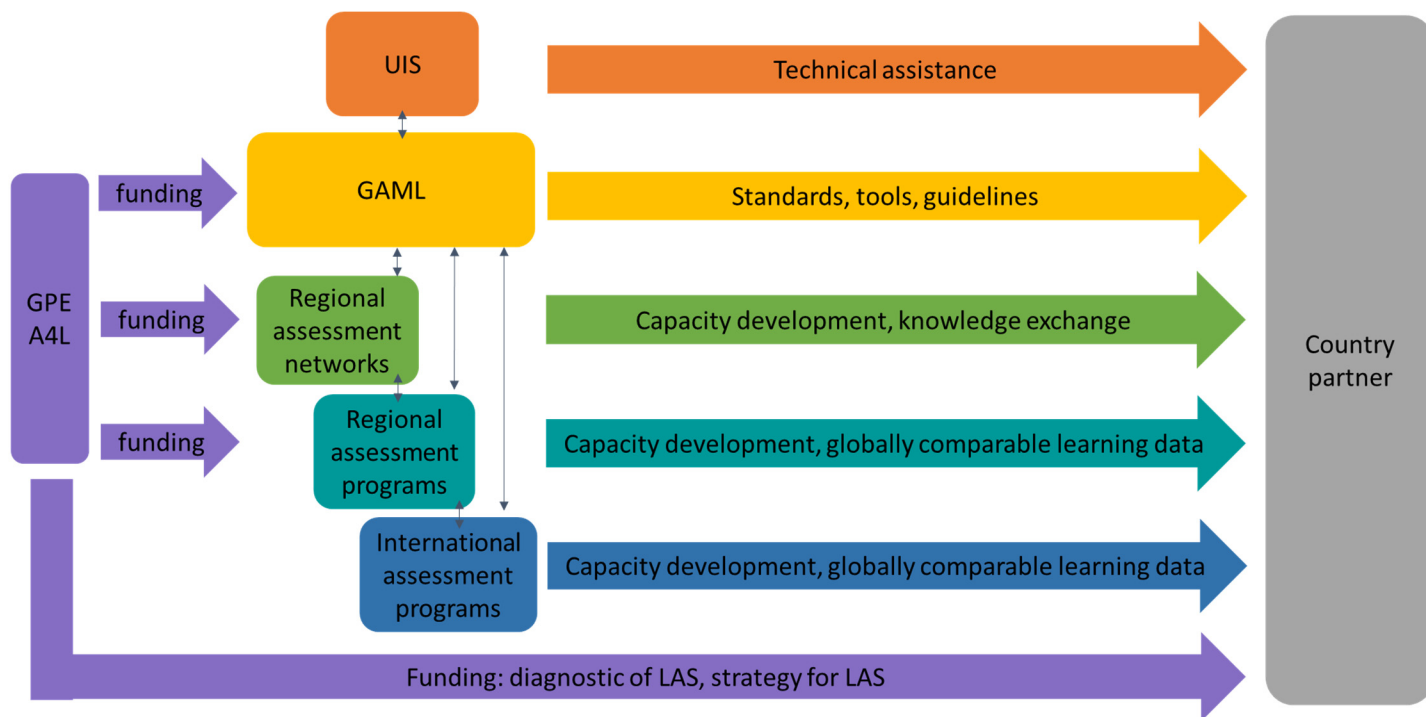 UIS
Technical assistance
funding
GAML
Standards, tools, guidelines
GPE
A4L
funding
Regional
assessment
networks
Capacity development, knowledge exchange
Country
partner
funding
Regional
assessment
programs
Capacity development, globally comparable learning data
International
assessment
programs
Capacity development, globally comparable learning data
Funding: diagnostic of LAS, strategy for LAS